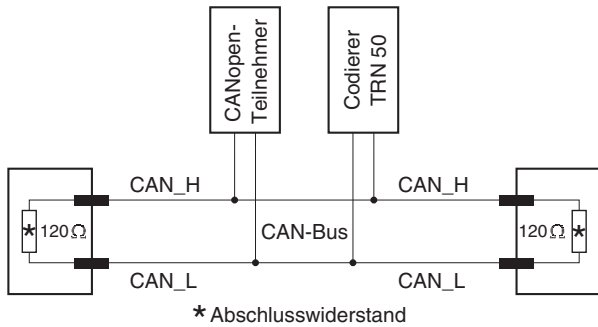 CANopen-
Teilnehmer
Codierer
TRN 50
CAN_H
CAN_H
* 120 Ω
120 Ω *
CAN-Bus
CAN_L
CAN_L
* Abschlusswiderstand